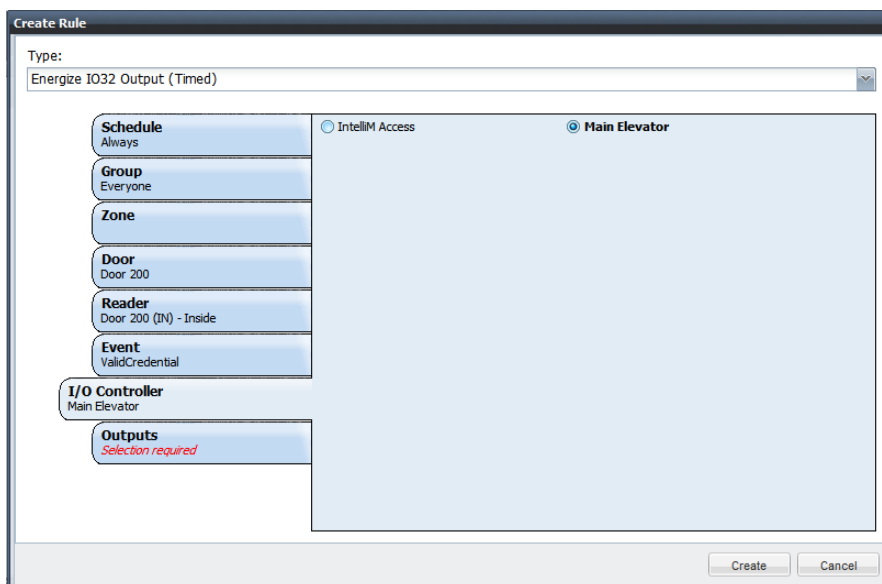 Create Rule
Type:
Energize IO32 Output (Timed)
Schedule
Always
Group
Everyone
Zone
Door
Door 200
Reader
Door 200 (IN) - Inside
Event
ValidCredential
I/O Controller
Main Elevator
Outputs
Selection required
IntelliM Access
Main Elevator
Create
Cancel